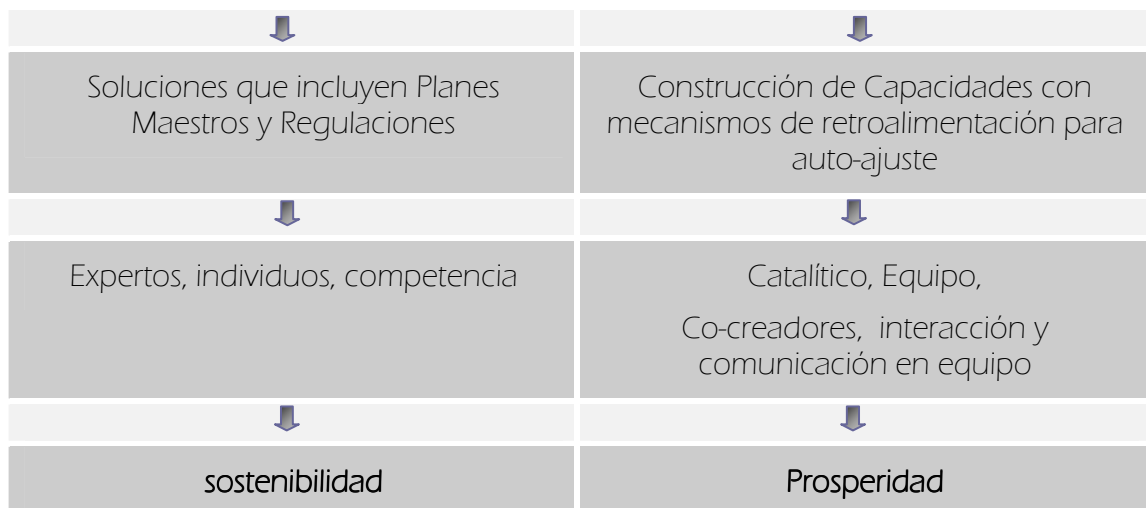 Soluciones que incluyen Planes
Maestros y Regulaciones
Construcción de Capacidades con
mecanismos de retroalimentación para
auto-ajuste
Expertos, individuos, competencia
Catalítico, Equipo,
Co-creadores, interacción y
comunicación en equipo
sostenibilidad
Prosperidad